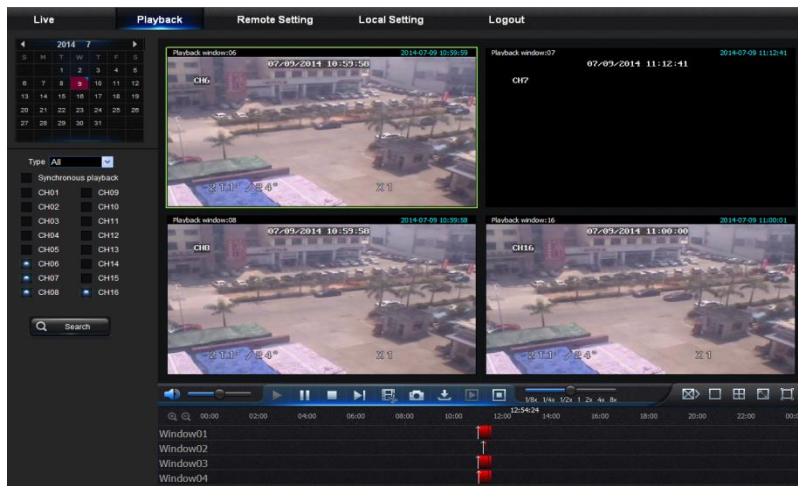 Live Playback Remote Setting Local Setting Logout
2014 7
S M T W T F S
1 2 3 4 5
6 7 8 9 10 11 12
13 14 15 16 17 18 19
20 21 22 23 24 25 26
27 28 29 30 31
Type All
Synchronous playback
CH01 CH09
CH02 CH10
CH03 CH11
CH04 CH12
CH05 CH13
CH06 CH14
CH07 CH15
CH08 CH16
Search
Playback window:06 2014-07-09 10:59:59
07/09/2014 10:59:58
CH6
211° /24° X1
Playback window:07 2014-07-09 11:12:41
07/09/2014 11:12:41
CH7
Playback window:08 2014-07-09 10:59:58
07/09/2014 10:59:58
CH8
211° /24° X1
Playback window:16 2014-07-09 11:00:01
07/09/2014 11:00:00
CH16
211° /24° X1
1/8x 1/4x 1/2x 1 2x 4x 8x
12:54:24
00:00 02:00 04:00 06:00 08:00 10:00 12:00 14:00 16:00 18:00 20:00 22:00 00:0
Window01
Window02
Window03
Window04